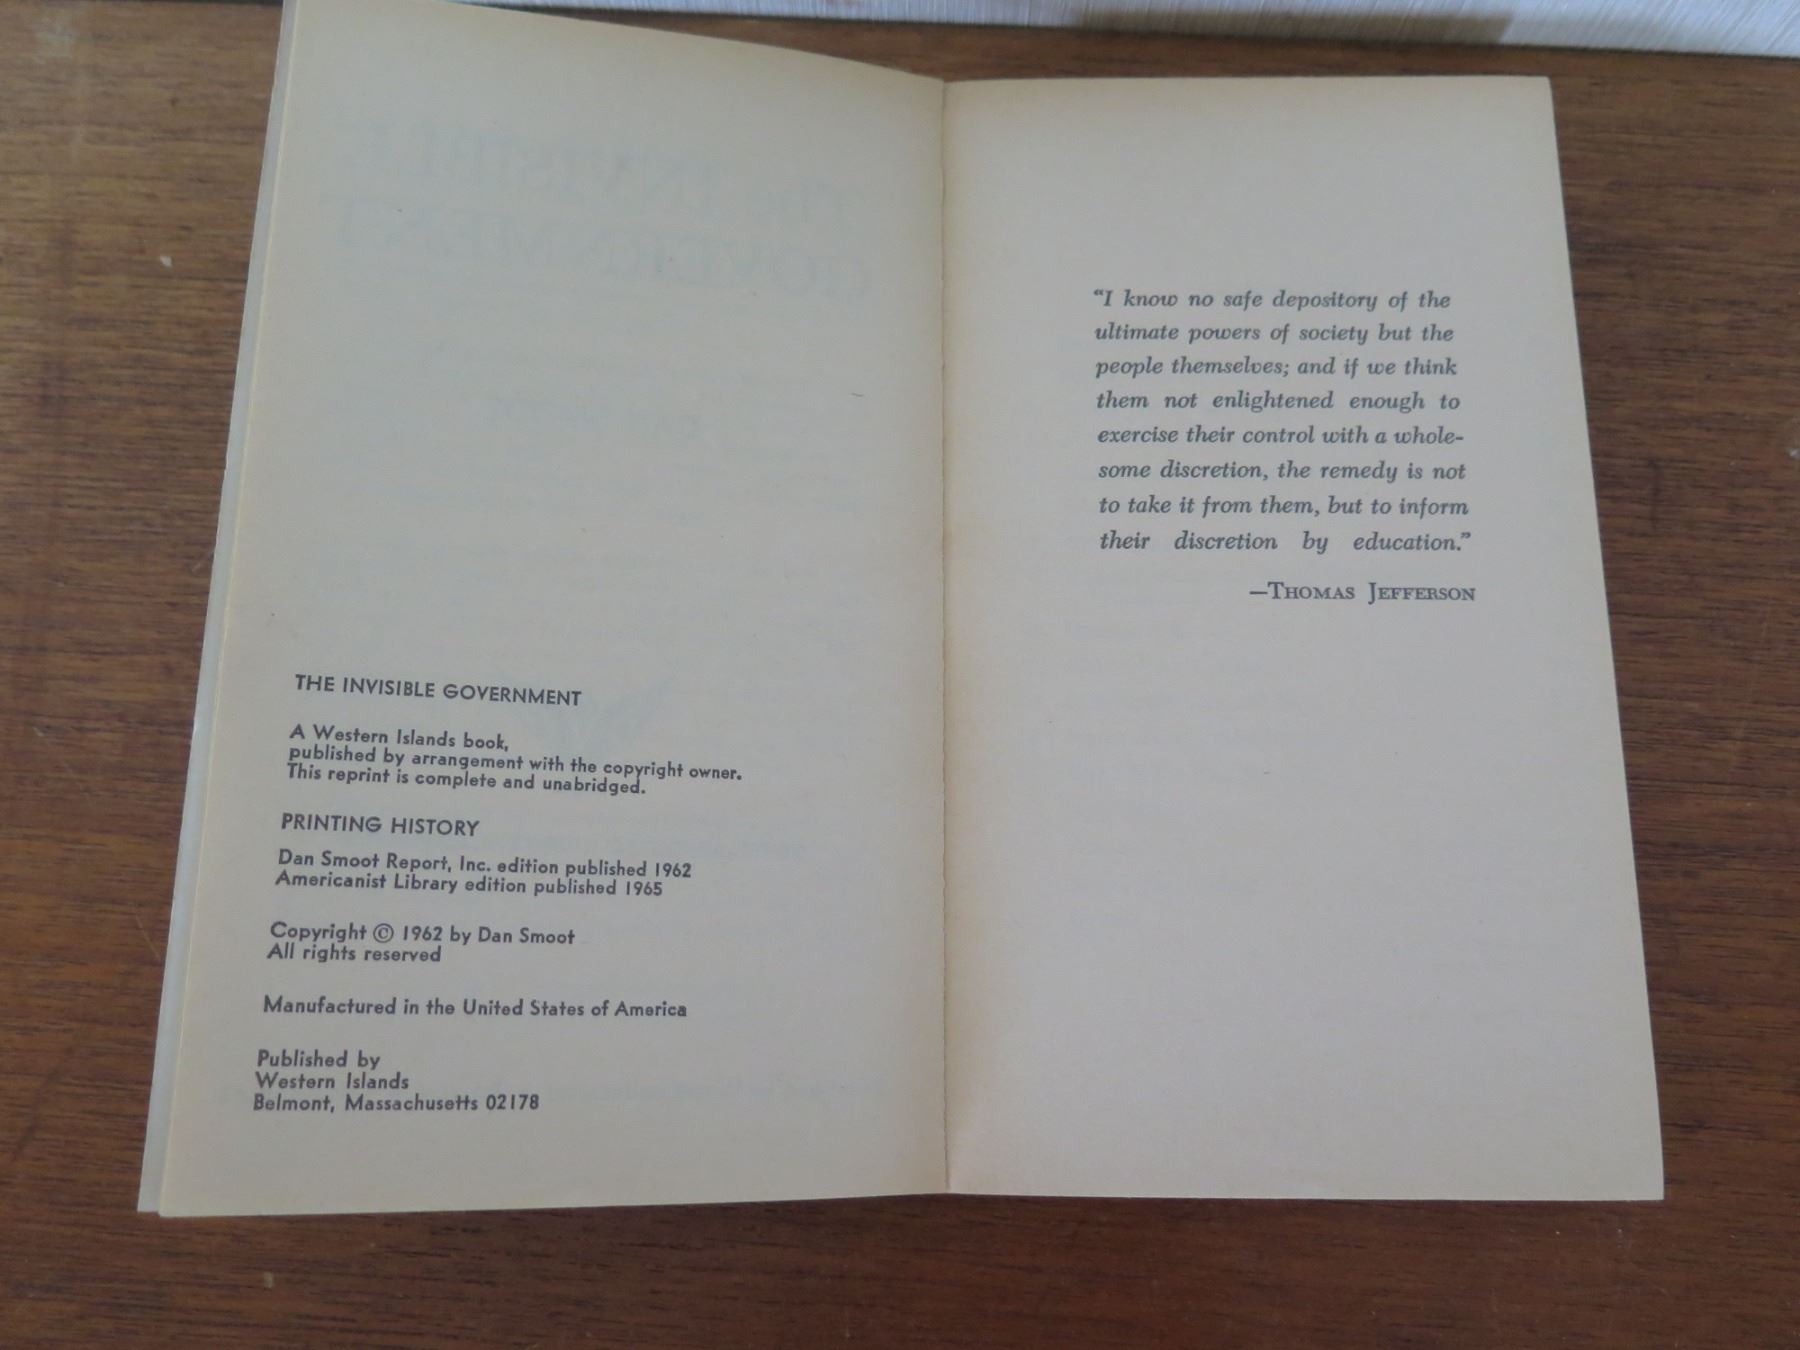 THE INVISIBLE GOVERNMENT
A Western Islands book,
published by arrangement with the copyright owner.
This reprint is complete and unabridged.
PRINTING HISTORY
Dan Smoot Report, Inc. edition published 1962
Americanist Library edition published 1965
Copyright © 1962 by Dan Smoot
All rights reserved
Manufactured in the United States of America
Published by
Western Islands
Belmont, Massachusetts 02178
“I know no safe depository of the
ultimate powers of society but the
people themselves; and if we think
them not enlightened enough to
exercise their control with a whole-
some discretion, the remedy is not
to take it from them, but to inform
their discretion by education.”
—THOMAS JEFFERSON